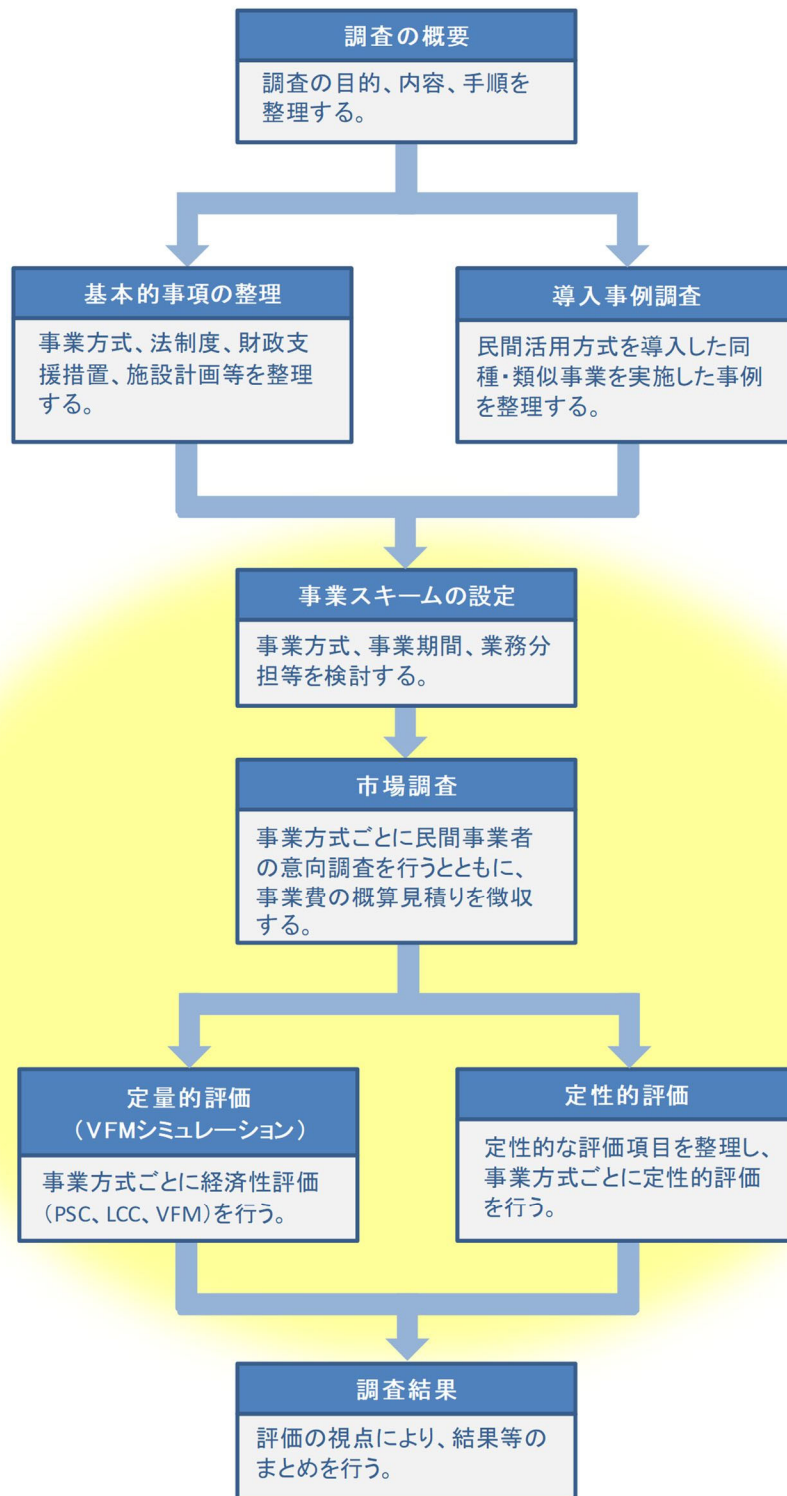 調査の概要
調査の目的、内容、手順を
整理する。
基本的事項の整理
事業方式、法制度、財政支
援措置、施設計画等を整理
する。
導入事例調査
民間活用方式を導入した同
種・類似事業を実施した事例
を整理する。
事業スキームの設定
事業方式、事業期間、業務分
担等を検討する。
市場調査
事業方式ごとに民間事業者
の意向調査を行うとともに、
事業費の概算見積りを徴収
する。
定量的評価
（VFMシミュレーション）
事業方式ごとに経済性評価
（PSC、LCC、VFM）を行う。
定性的評価
定性的な評価項目を整理し、
事業方式ごとに定性的評価
を行う。
調査結果
評価の視点により、結果等の
まとめを行う。